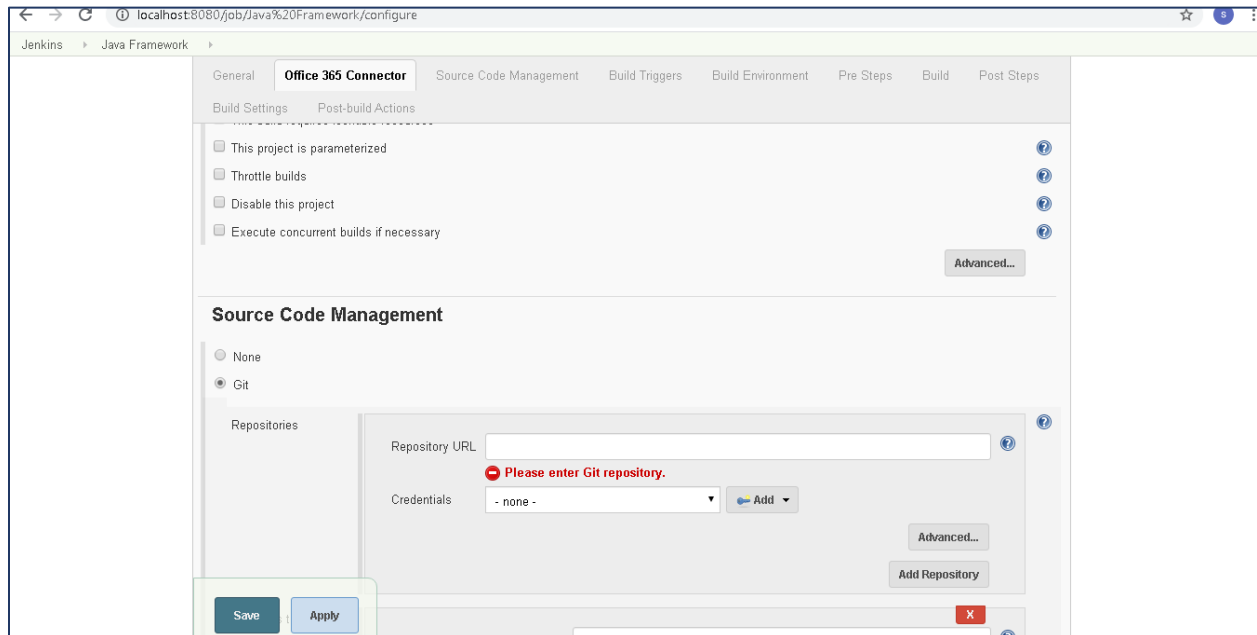 localhost:8080/job/Java%20Framework/configure
S
Jenkins Java Framework
General Office 365 Connector Source Code Management Build Triggers Build Environment Pre Steps Build Post Steps
Build Settings Post-build Actions
This project is parameterized
Throttle builds
Disable this project
Execute concurrent builds if necessary
Advanced...
Source Code Management
None
Git
Repositories
Repository URL
Please enter Git repository.
Credentials - none - Add
Advanced...
Add Repository
Save Apply X